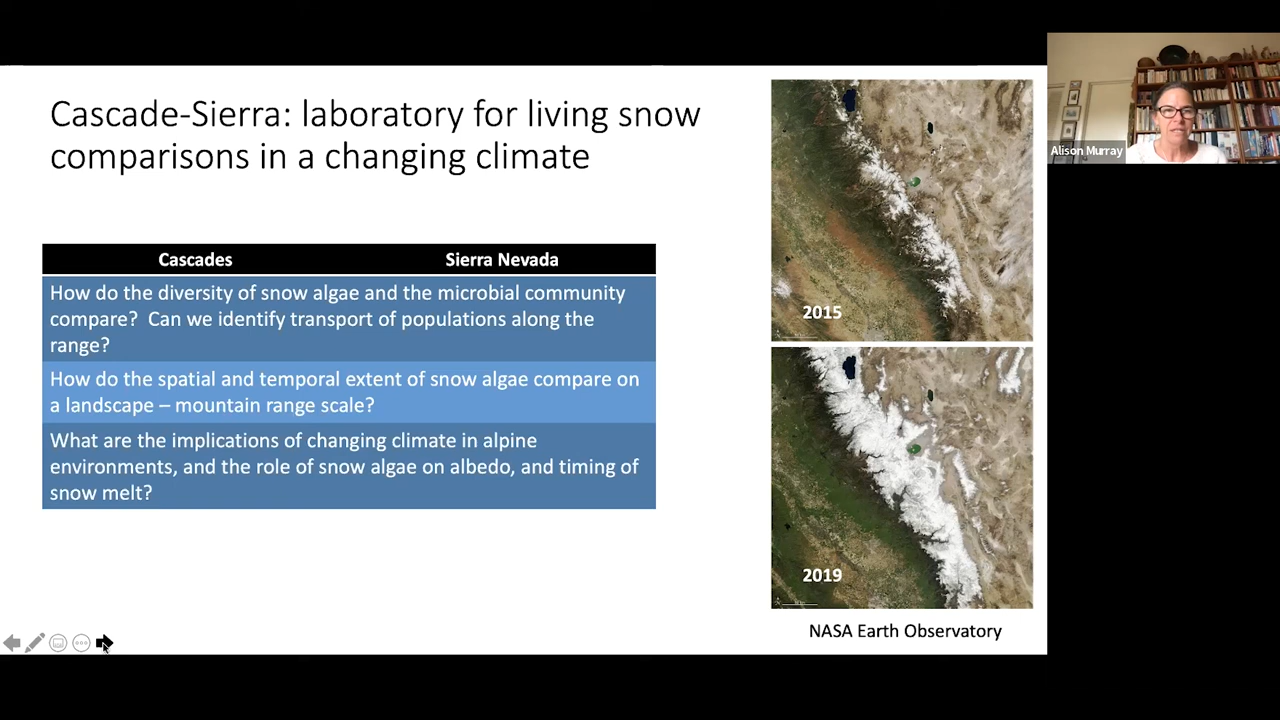 Cascade-Sierra: laboratory for living snow
comparisons in a changing climate
Cascades
Sierra Nevada
How do the diversity of snow algae and the microbial community
compare? Can we identify transport of populations along the
range?
How do the spatial and temporal extent of snow algae compare on
a landscape – mountain range scale?
What are the implications of changing climate in alpine
environments, and the role of snow algae on albedo, and timing of
snow melt?
2015
2019
NASA Earth Observatory
Alison Murray